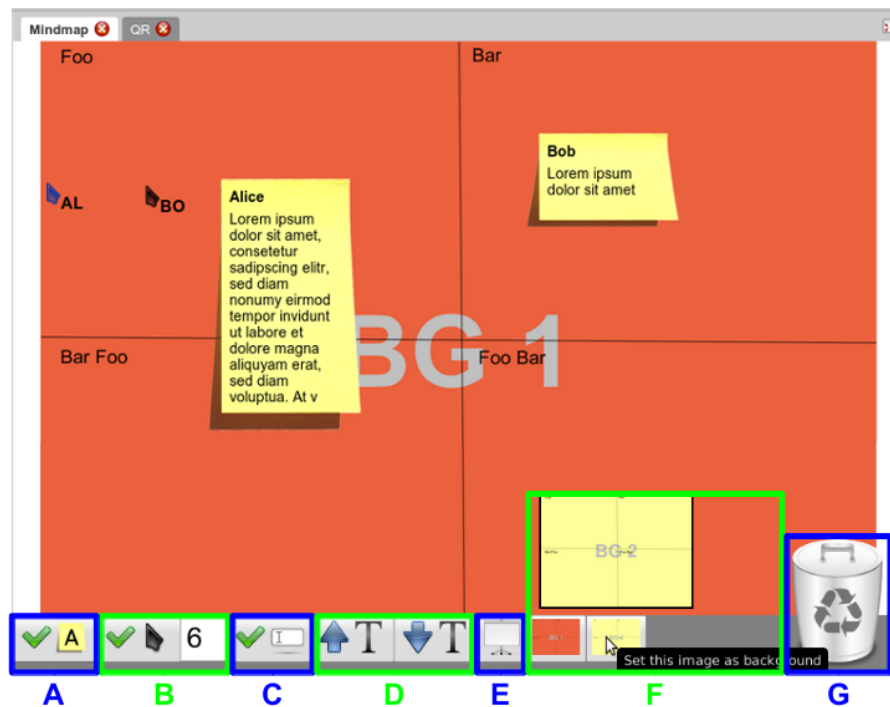 Mindmap
QR
Foo
Bar
AL
BO
Alice
Lorem ipsum
dolor sit amet,
consetetur
sadipscing elitr,
sed diam
nonumy eirmod
tempor invidunt
ut labore et
dolore magna
aliquyam erat,
sed diam
voluptua. At v
Bob
Lorem ipsum
dolor sit amet
BG 1
Bar Foo
Foo Bar
BG 2
A
6
I
T
T
BG 1
Set this image as background
A
B
C
D
E
F
G